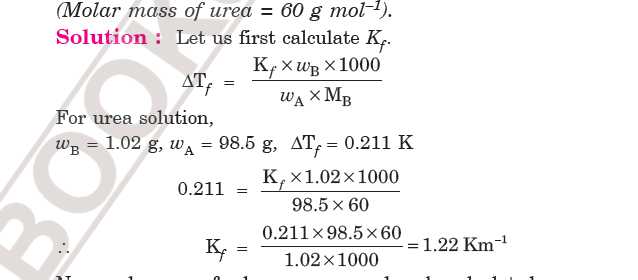 (Molar mass of urea = 60 g mol⁻¹).
Solution : Let us first calculate K_f.
ΔT_f = (K_f × w_B × 1000) / (w_A × M_B)
For urea solution,
w_B = 1.02 g, w_A = 98.5 g, ΔT_f = 0.211 K
0.211 = (K_f × 1.02 × 1000) / (98.5 × 60)
∴ K_f = (0.211 × 98.5 × 60) / (1.02 × 1000) = 1.22 Km⁻¹